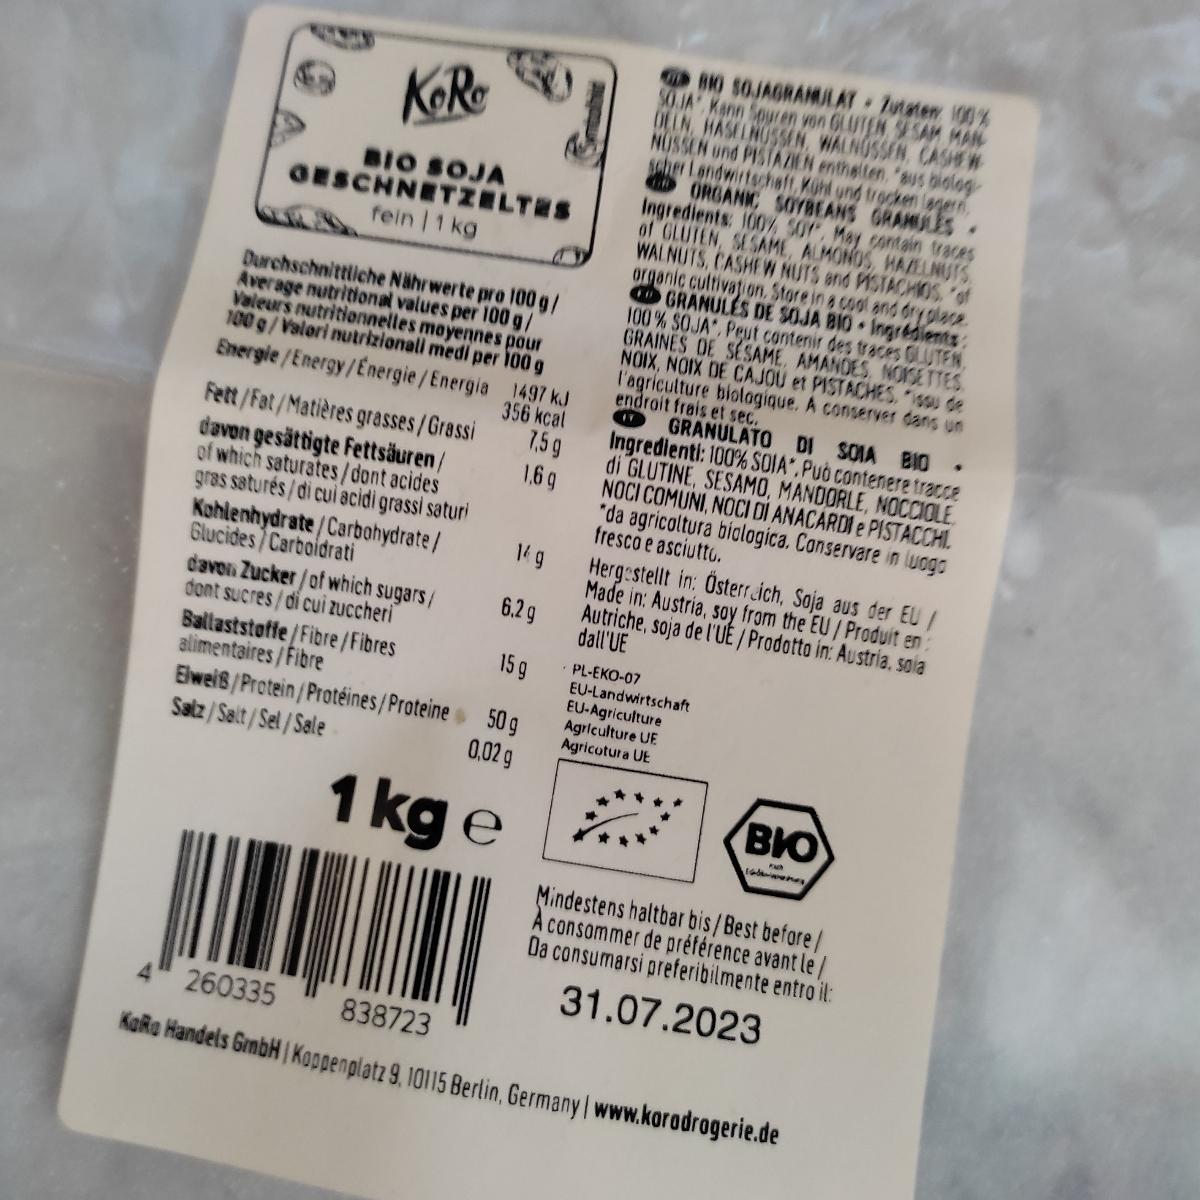 KoRo
Symbolbild
BIO SOJA
GESCHNETZELTES
fein | 1 kg
Durchschnittliche Nährwerte pro 100 g /
Average nutritional values per 100 g /
Valeurs nutritionnelles moyennes pour
100 g / Valori nutrizionali medi per 100 g
Energie / Energy / Énergie / Energia 1497 kJ
356 kcal
Fett / Fat / Matières grasses / Grassi 7,5 g
davon gesättigte Fettsäuren /
of which saturates / dont acides 1,6 g
gras saturés / di cui acidi grassi saturi
Kohlenhydrate / Carbohydrate /
Glucides / Carboidrati 14 g
davon Zucker / of which sugars /
dont sucres / di cui zuccheri 6,2 g
Ballaststoffe / Fibre / Fibres
alimentaires / Fibre 15 g
Eiweiß / Protein / Protéines / Proteine 50 g
Salz / Salt / Sel / Sale 0,02 g
1 kg e
4 260335 838723
KoRo Handels GmbH | Koppenplatz 9, 10115 Berlin, Germany | www.korodrogerie.de
BIO SOJAGRANULAT • Zutaten: 100 %
SOJA*. Kann Spuren von GLUTEN, SESAM, MAN-
DELN, HASELNÜSSEN, WALNÜSSEN, CASHEW-
NÜSSEN und PISTAZIEN enthalten. *aus biologi-
scher Landwirtschaft. Kühl und trocken lagern.
ORGANIC SOYBEANS GRANULES •
Ingredients: 100% SOY*. May contain traces
of GLUTEN, SESAME, ALMONDS, HAZELNUTS,
WALNUTS, CASHEW NUTS and PISTACHIOS. *of
organic cultivation. Store in a cool and dry place.
GRANULÉS DE SOJA BIO • Ingrédients :
100 % SOJA*. Peut contenir des traces GLUTEN,
GRAINES DE SÉSAME, AMANDES, NOISETTES,
NOIX, NOIX DE CAJOU et PISTACHES. *issu de
l'agriculture biologique. À conserver dans un
endroit frais et sec.
IT GRANULATO DI SOIA BIO •
Ingredienti: 100% SOIA*. Può contenere tracce
di GLUTINE, SESAMO, MANDORLE, NOCCIOLE,
NOCI COMUNI, NOCI DI ANACARDI e PISTACCHI.
*da agricoltura biologica. Conservare in luogo
fresco e asciutto.
Hergestellt in: Österreich, Soja aus der EU /
Made in: Austria, soy from the EU / Produit en :
Autriche, soja de l'UE / Prodotto in: Austria, soia
dall'UE
PL-EKO-07
EU-Landwirtschaft
EU-Agriculture
Agriculture UE
Agricotura UE
BIO
nach
Mindestens haltbar bis / Best before /
À consommer de préférence avant le /
Da consumarsi preferibilmente entro il:
31.07.2023